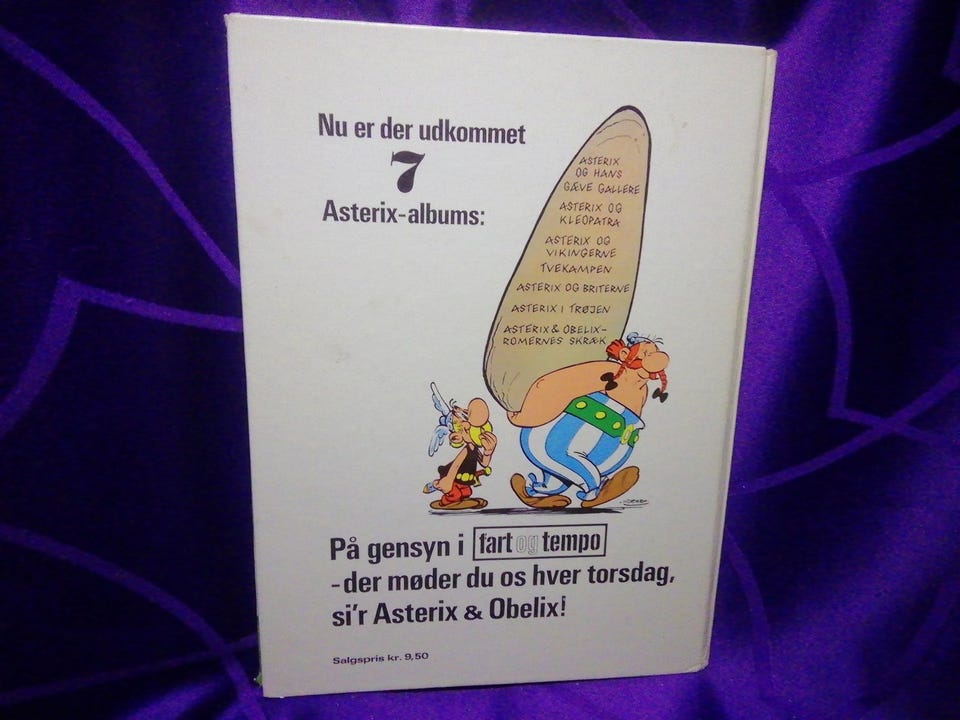 Nu er der udkommet
7
Asterix-albums:
ASTERIX
OG HANS
GÆVE GALLERE
ASTERIX OG
KLEOPATRA
ASTERIX OG
VIKINGERNE
TVEKAMPEN
ASTERIX OG BRITERNE
ASTERIX I TRØJEN
ASTERIX & OBELIX-
ROMERNES SKRÆK
På gensyn i fart og tempo
-der møder du os hver torsdag,
si'r Asterix & Obelix!
Salgspris kr. 9,50